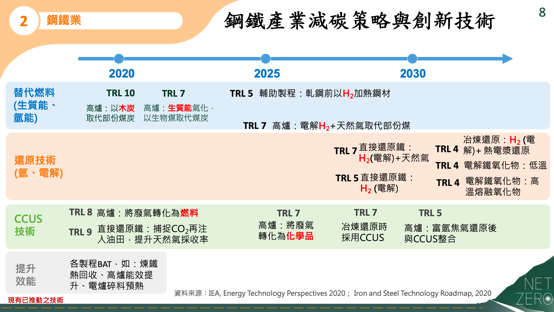 2 鋼鐵業
鋼鐵產業減碳策略與創新技術
8
2020 2025 2030
替代燃料
(生質能、
氫能)
TRL 10 TRL 7
高爐：以木炭
取代部份煤炭
高爐：生質能氣化，
以生物煤取代煤炭
TRL 5 輔助製程：軋鋼前以H2加熱鋼材
TRL 7 高爐：電解H2+天然氣取代部份煤
還原技術
(氫、電解)
TRL 7 直接還原鐵：
H2(電解)+天然氣
TRL 5 直接還原鐵：
H2 (電解)
TRL 4 冶煉還原：H2 (電
解)+ 熱電漿還原
TRL 4 電解鐵氧化物：低溫
TRL 4 電解鐵氧化物：高
溫熔融氧化物
CCUS
技術
TRL 8 高爐：將廢氣轉化為燃料
TRL 9 直接還原鐵：捕捉CO2再注
入油田，提升天然氣採收率
TRL 7
高爐：將廢氣
轉化為化學品
TRL 7
冶煉還原時
採用CCUS
TRL 5
高爐：富氫焦氣還原後
與CCUS整合
提升
效能
各製程BAT，如：煉鐵
熱回收、高爐能效提
升、電爐碎料預熱
現有已推動之技術
資料來源：IEA, Energy Technology Perspectives 2020； Iron and Steel Technology Roadmap, 2020
NET
ZERO